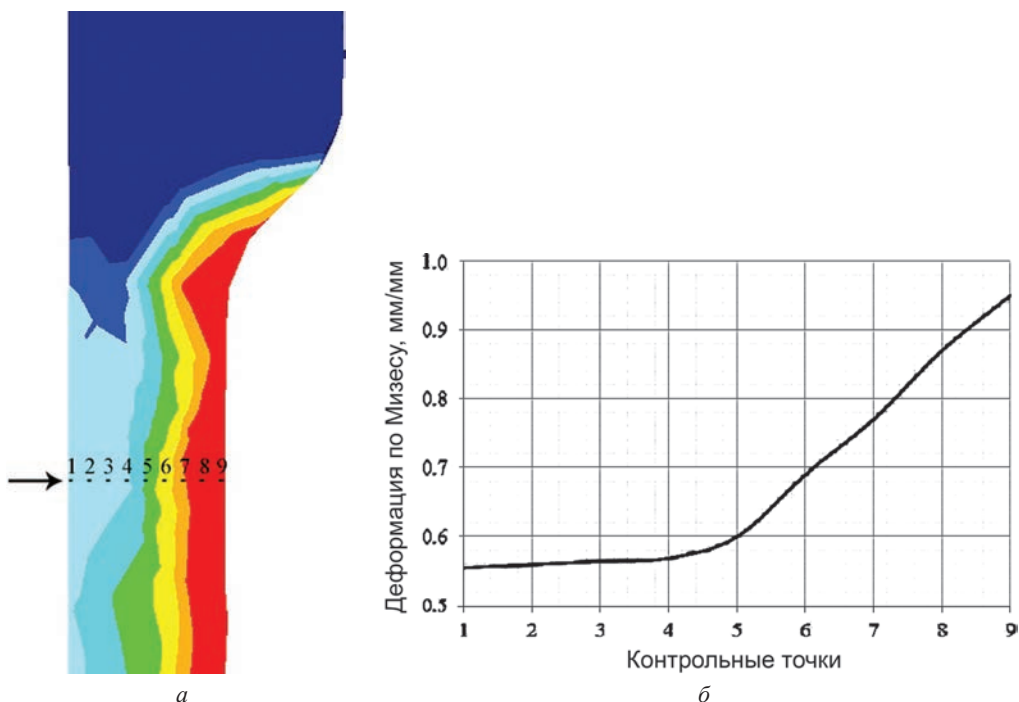 1 2 3 4 5 6 7 8 9
а
Деформация по Мизесу, мм/мм
1.0
0.9
0.8
0.7
0.6
0.5
1 2 3 4 5 6 7 8 9
Контрольные точки
б